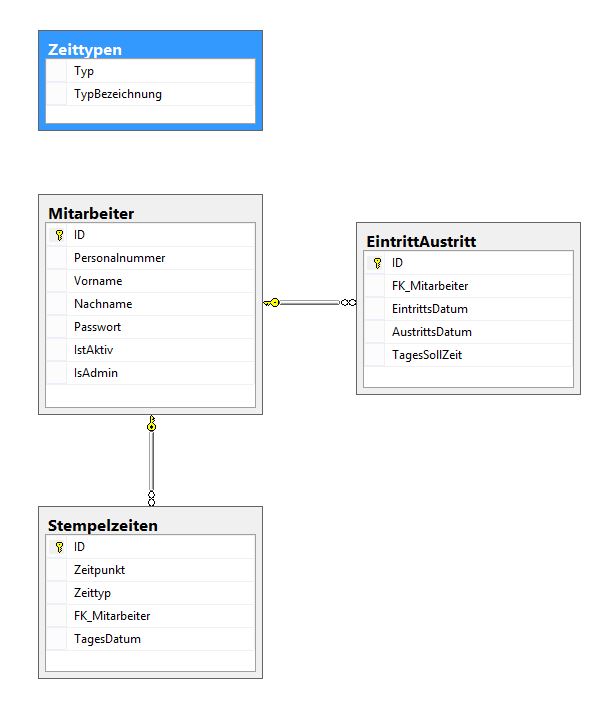 Zeittypen
Typ
TypBezeichnung
Mitarbeiter
ID
Personalnummer
Vorname
Nachname
Passwort
IstAktiv
IsAdmin
EintrittAustritt
ID
FK_Mitarbeiter
EintrittsDatum
AustrittsDatum
TagesSollZeit
Stempelzeiten
ID
Zeitpunkt
Zeittyp
FK_Mitarbeiter
TagesDatum